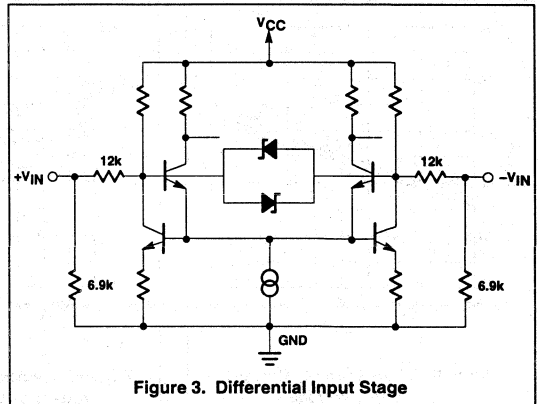 VCC
12k
12k
+VIN
–VIN
6.9k
6.9k
GND
Figure 3. Differential Input Stage